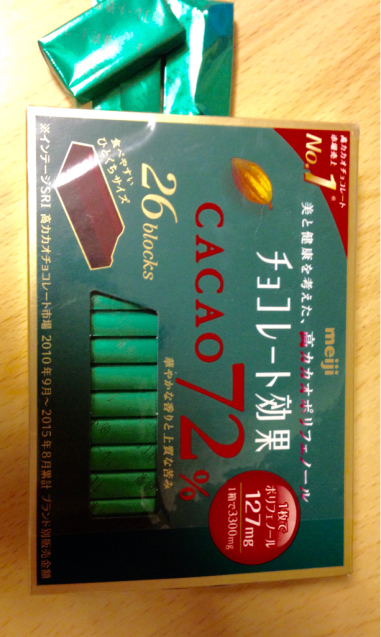 高カカオチョコレート
市場売上
No.1※
meiji
美と健康を考えた、高カカオポリフェノール
チョコレート効果
CACAO 72%
華やかな香りと上質な苦み
26 blocks
食べやすい
ひとくちサイズ
1枚で
ポリフェノール
127mg
1箱で3300mg
※インテージSRI 高カカオチョコレート市場 2010年9月～2015年8月累計 ブランド別販売金額